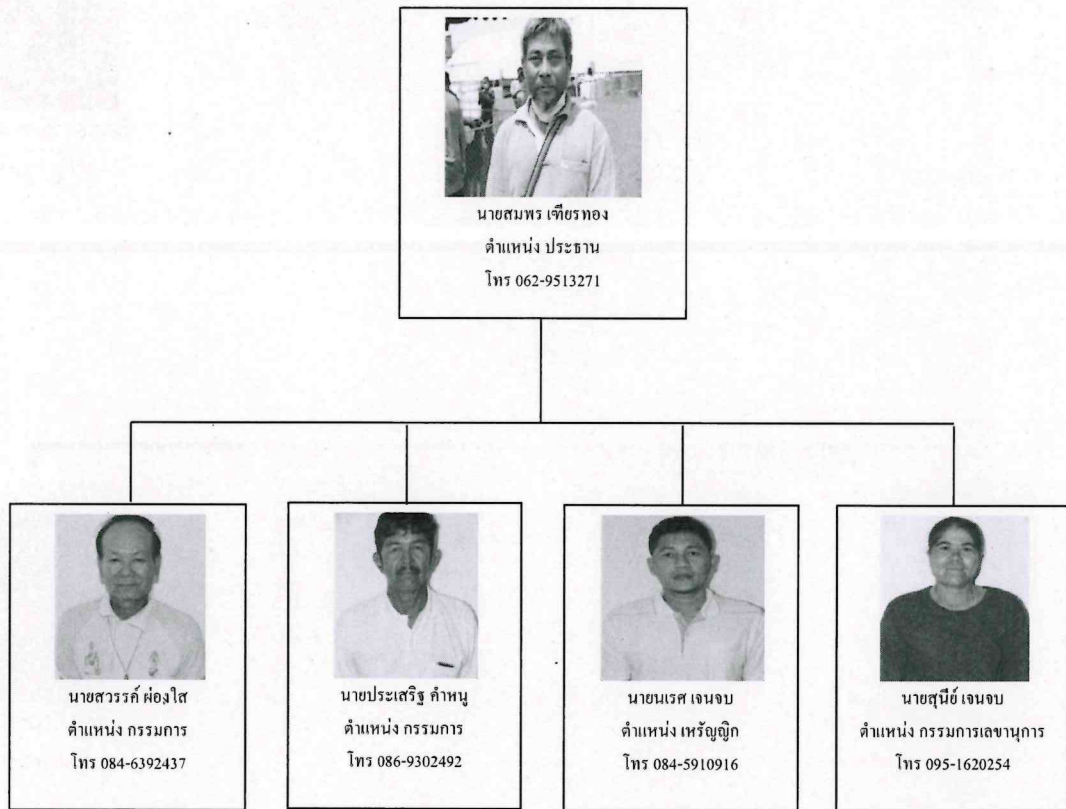 นายสมพร เฑียรทอง
ตำแหน่ง ประธาน
โทร 062-9513271
นายสวรรค์ ผ่องใส
ตำแหน่ง กรรมการ
โทร 084-6392437
นายประเสริฐ คำหนู
ตำแหน่ง กรรมการ
โทร 086-9302492
นายนเรศ เจนจบ
ตำแหน่ง เหรัญญิก
โทร 084-5910916
นายสุนีย์ เจนจบ
ตำแหน่ง กรรมการเลขานุการ
โทร 095-1620254